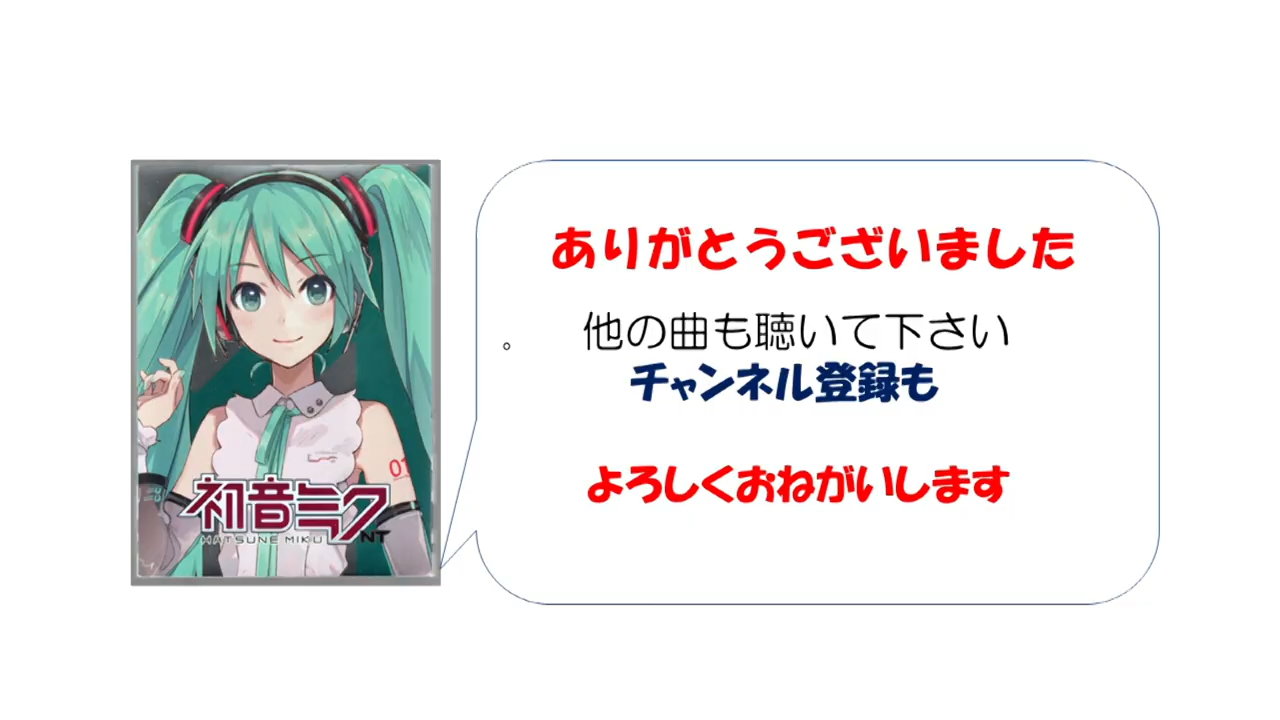 ありがとうございました
。 他の曲も聴いて下さい
チャンネル登録も
よろしくおねがいします
01
初音ミク
HATSUNE MIKU NT